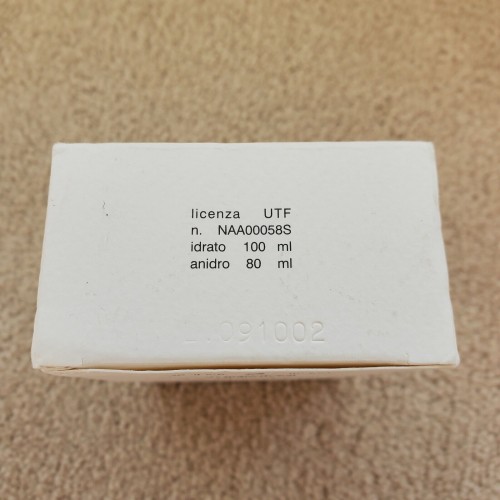 licenza UTF
n. NAA00058S
idrato 100 ml
anidro 80 ml